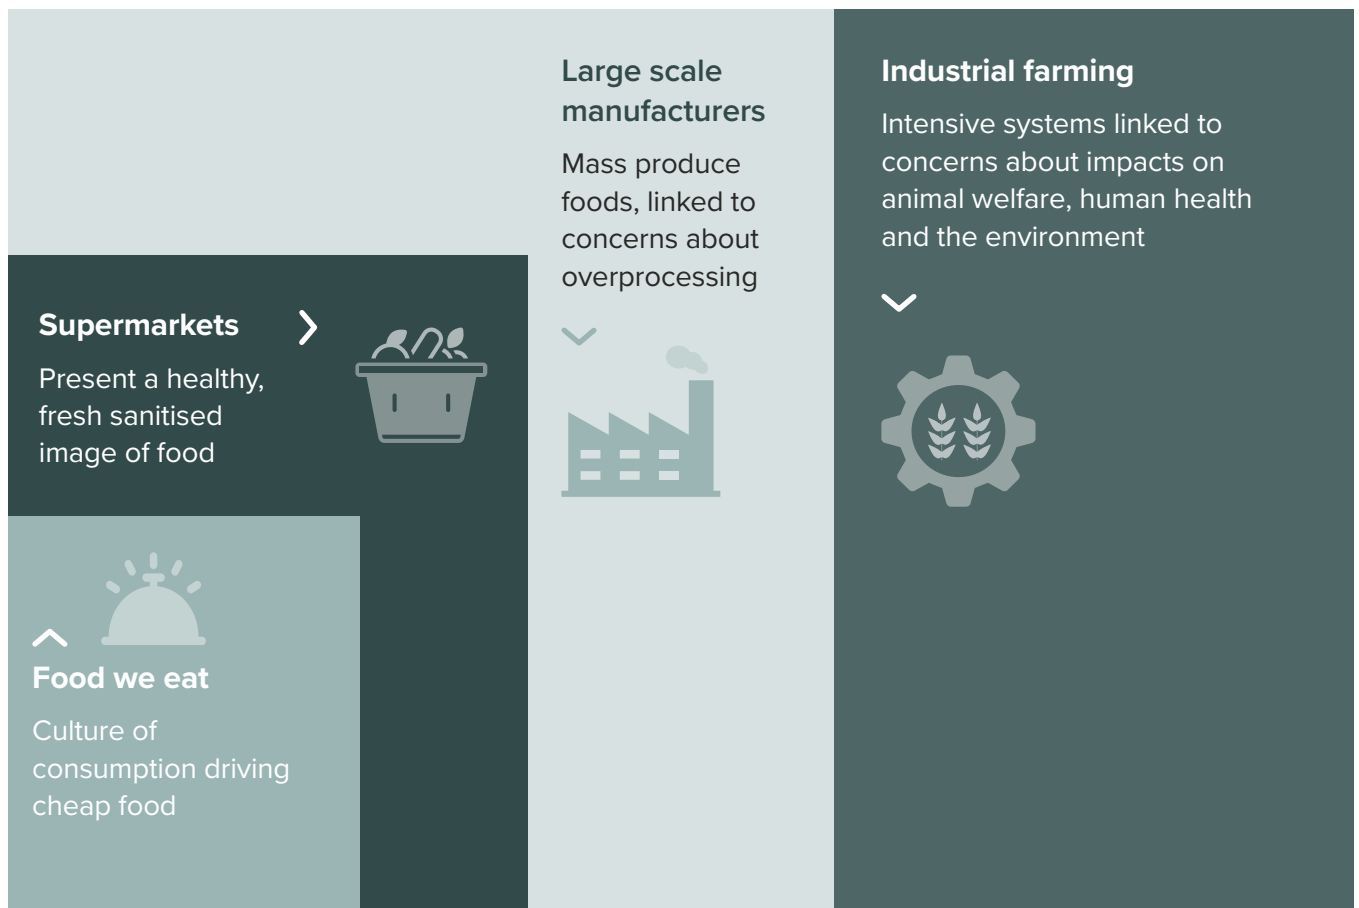 Large scale
manufacturers
Mass produce
foods, linked to
concerns about
overprocessing
Industrial farming
Intensive systems linked to
concerns about impacts on
animal welfare, human health
and the environment
Supermarkets
Present a healthy,
fresh sanitised
image of food
Food we eat
Culture of
consumption driving
cheap food